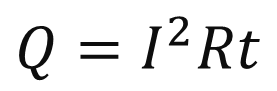 Q = I²Rt